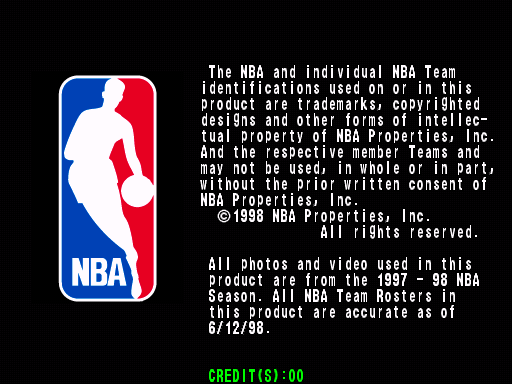 The NBA and individual NBA Team
identifications used on or in this
product are trademarks, copyrighted
designs and other forms of intellec-
tual property of NBA Properties, Inc.
And the respective member Teams and
may not be used, in whole or in part,
without the prior written consent of
NBA Properties, Inc.
©1998 NBA Properties, Inc.
All rights reserved.
NBA
All photos and video used in this
product are from the 1997 - 98 NBA
Season. All NBA Team Rosters in
this product are accurate as of
6/12/98.
CREDIT(S):00